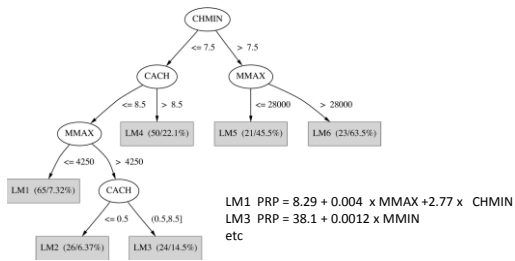 CHMIN
<= 7.5
> 7.5
CACH
MMAX
<= 8.5
> 8.5
<= 28000
> 28000
MMAX
LM4 (50/22.1%)
LM5 (21/45.5%)
LM6 (23/63.5%)
<= 4250
> 4250
LM1 (65/7.32%)
CACH
<= 0.5
(0.5,8.5]
LM2 (26/6.37%)
LM3 (24/14.5%)
LM1 PRP = 8.29 + 0.004 x MMAX +2.77 x CHMIN
LM3 PRP = 38.1 + 0.0012 x MMIN
etc